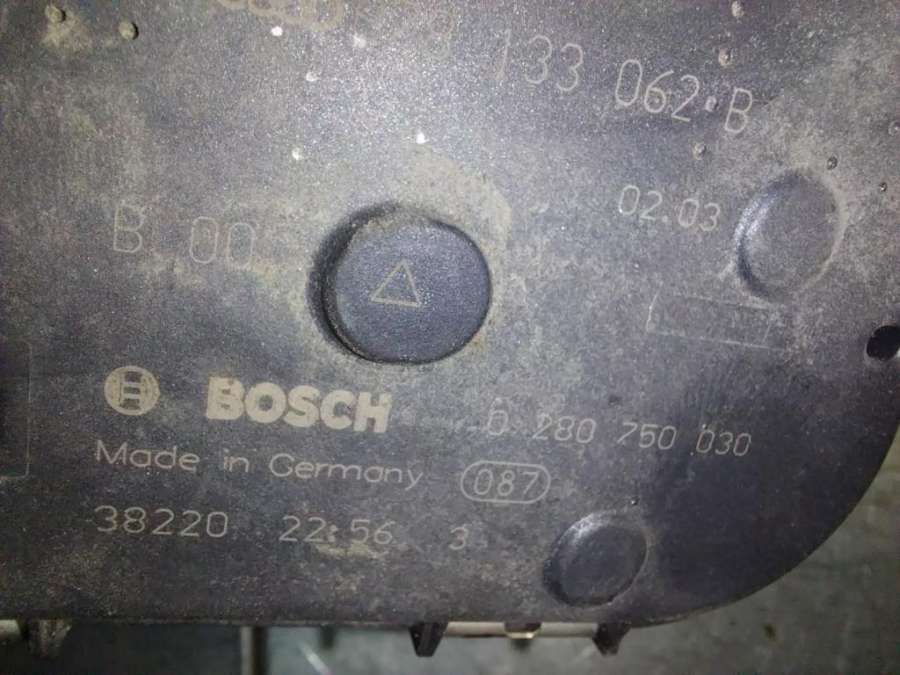 133 062 B
02.03
B 00
BOSCH 0 280 750 030
Made in Germany 087
38220 22:56 3